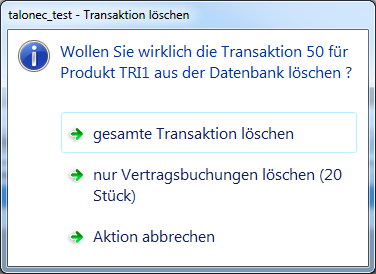 talonec_test - Transaktion löschen
Wollen Sie wirklich die Transaktion 50 für
Produkt TRI1 aus der Datenbank löschen ?
gesamte Transaktion löschen
nur Vertragsbuchungen löschen (20
Stück)
Aktion abbrechen